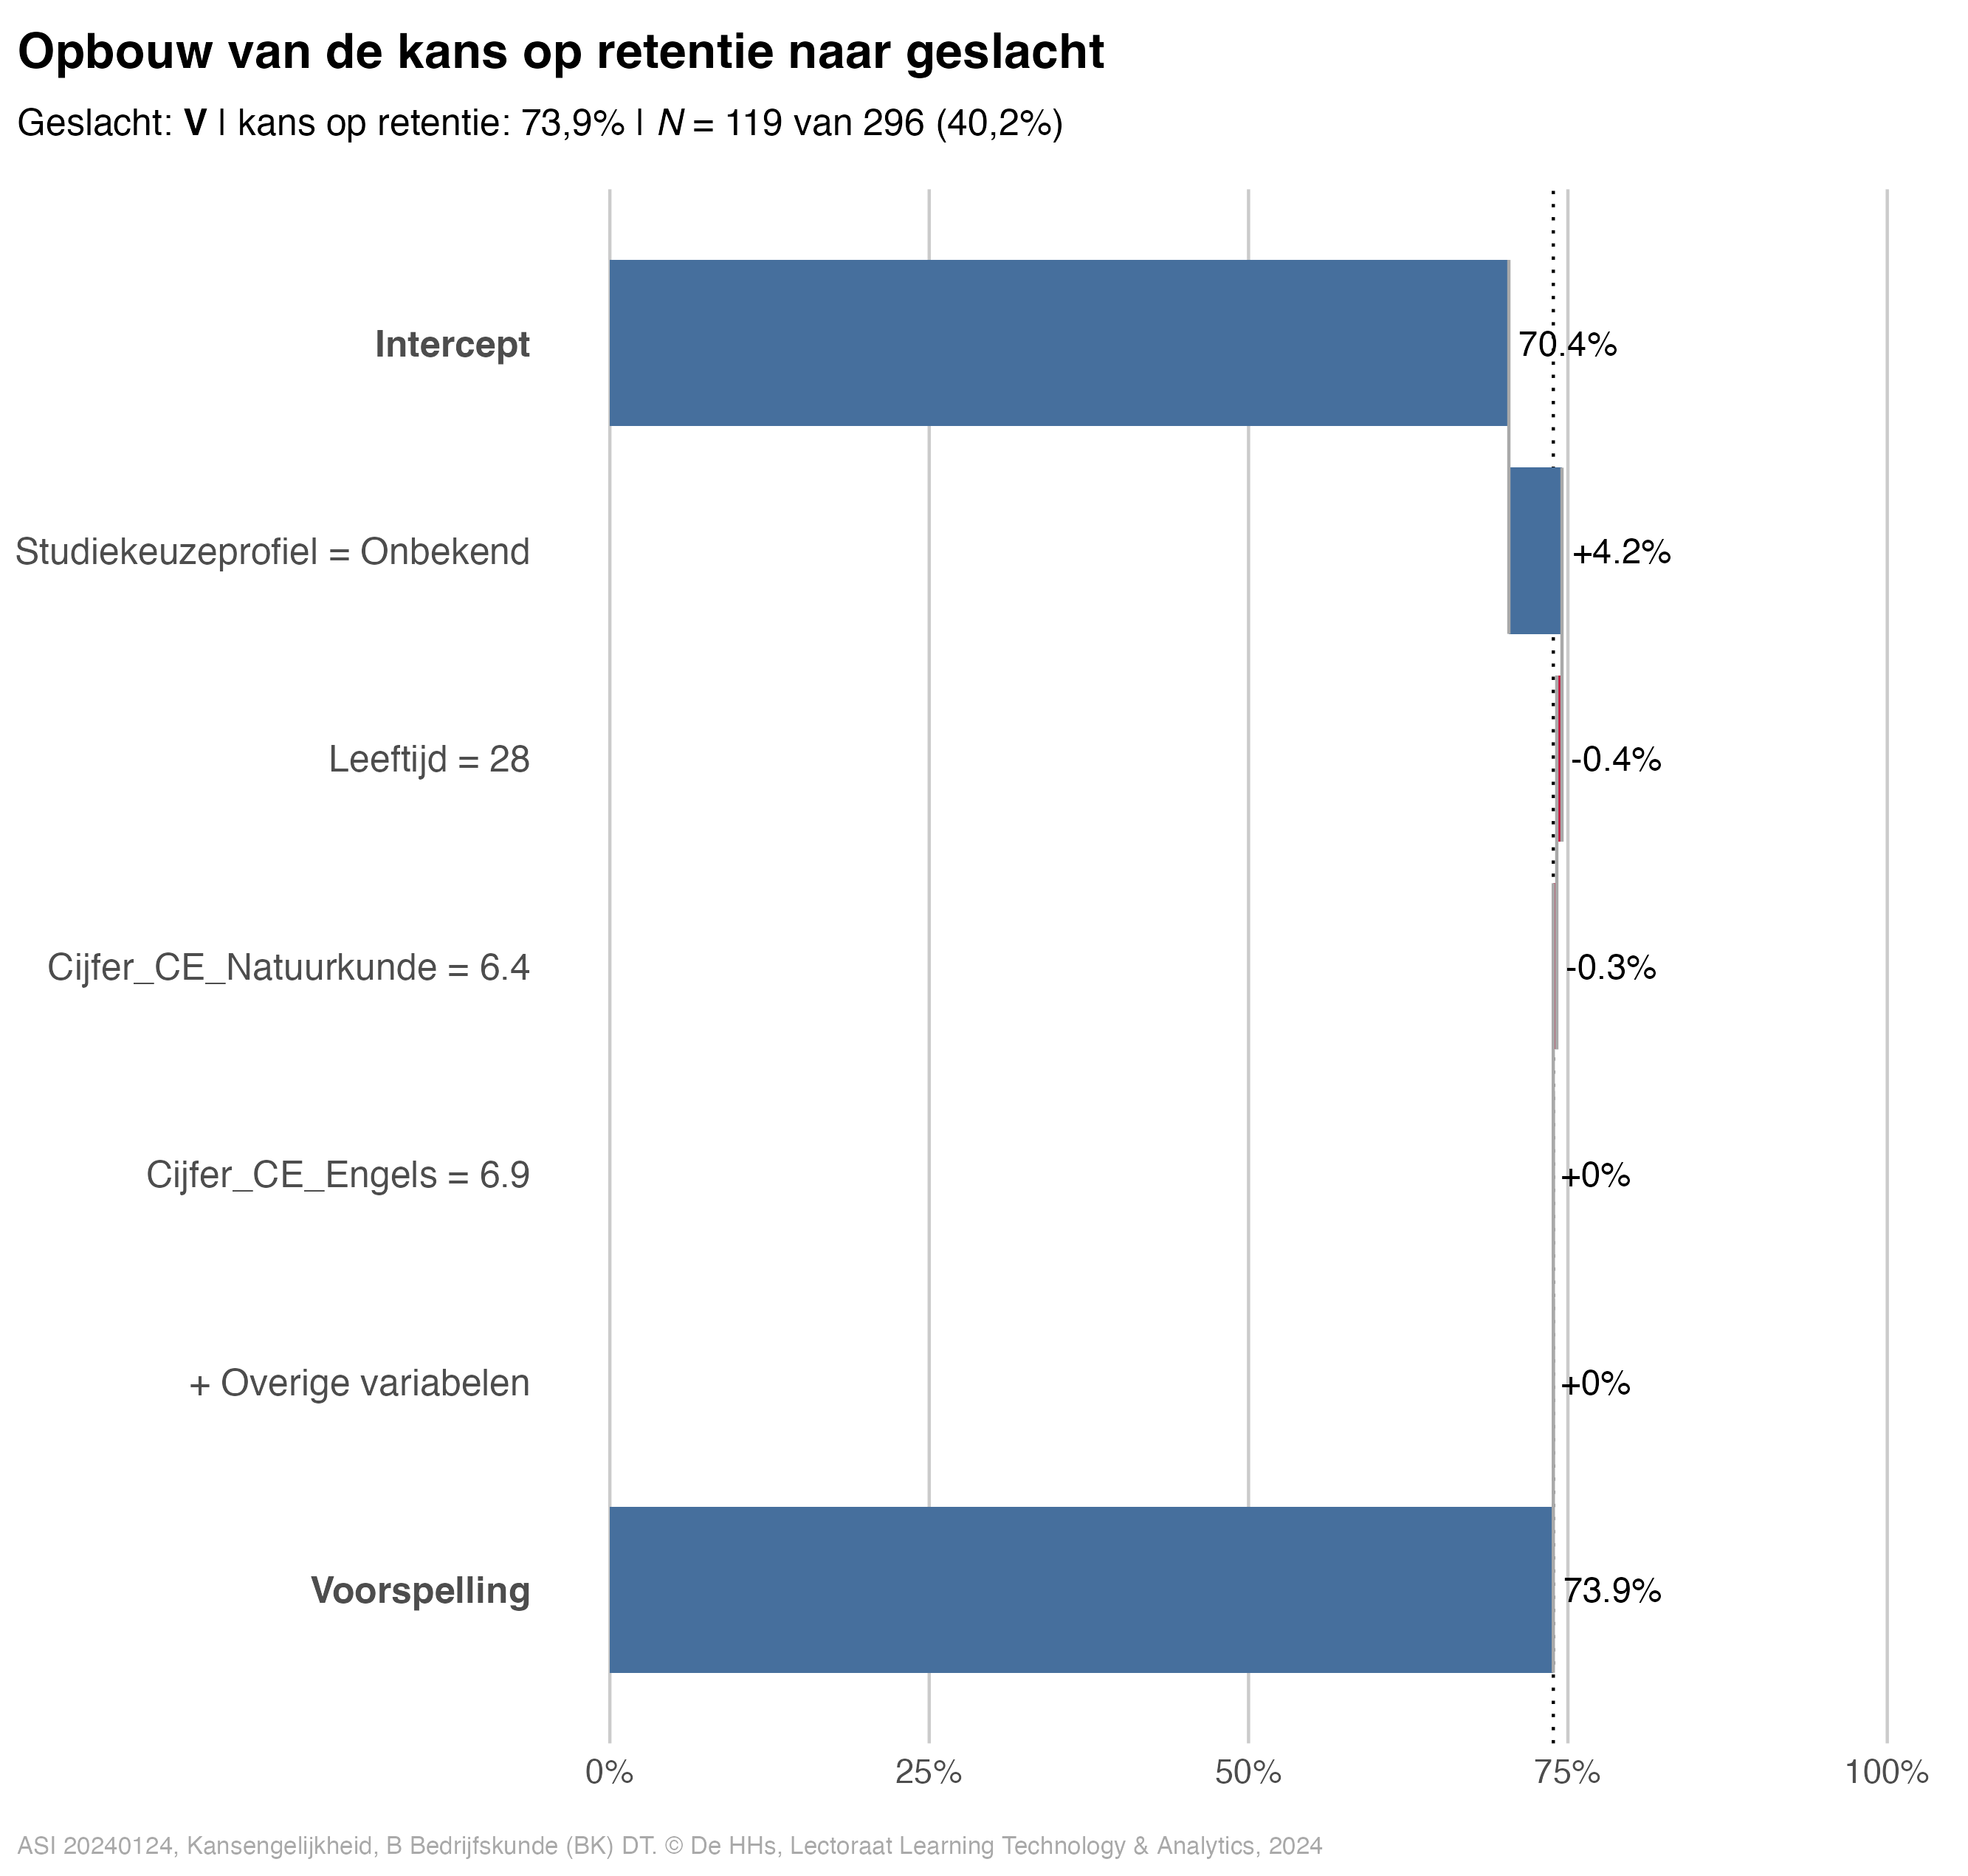 Opbouw van de kans op retentie naar geslacht
Geslacht: V | kans op retentie: 73,9% | N = 119 van 296 (40,2%)
Intercept
70.4%
Studiekeuzeprofiel = Onbekend
+4.2%
Leeftijd = 28
-0.4%
Cijfer_CE_Natuurkunde = 6.4
-0.3%
Cijfer_CE_Engels = 6.9
+0%
+ Overige variabelen
+0%
Voorspelling
73.9%
0% 25% 50% 75% 100%
ASI 20240124, Kansengelijkheid, B Bedrijfskunde (BK) DT. © De HHs, Lectoraat Learning Technology & Analytics, 2024